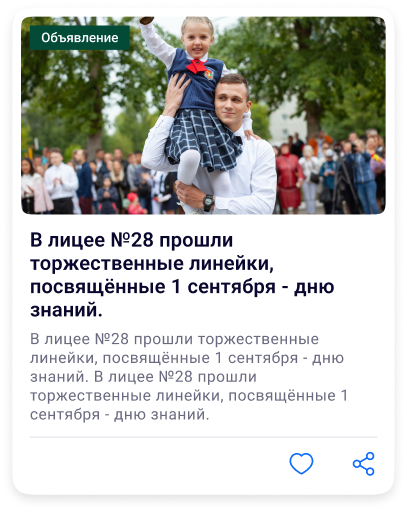 Объявление
В лицее №28 прошли
торжественные линейки,
посвящённые 1 сентября - дню
знаний.
В лицее №28 прошли торжественные
линейки, посвящённые 1 сентября - дню
знаний. В лицее №28 прошли
торжественные линейки, посвящённые 1
сентября - дню знаний.